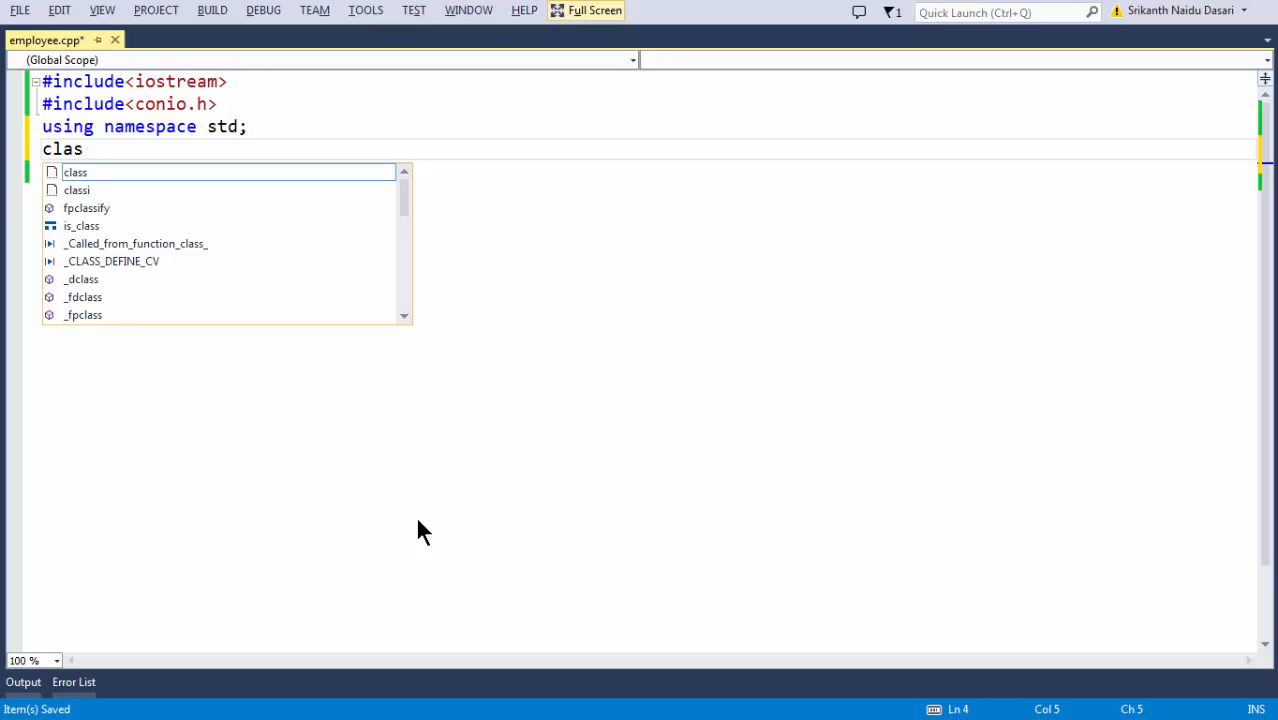 FILE EDIT VIEW PROJECT BUILD DEBUG TEAM TOOLS TEST WINDOW HELP Full Screen 1 Quick Launch (Ctrl+Q) Srikanth Naidu Dasari
employee.cpp*
(Global Scope)
#include<iostream>
#include<conio.h>
using namespace std;
clas
class
classi
fpclassify
is_class
_Called_from_function_class_
_CLASS_DEFINE_CV
_dclass
_fdclass
_fpclass
100 %
Output Error List
Item(s) Saved Ln 4 Col 5 Ch 5 INS